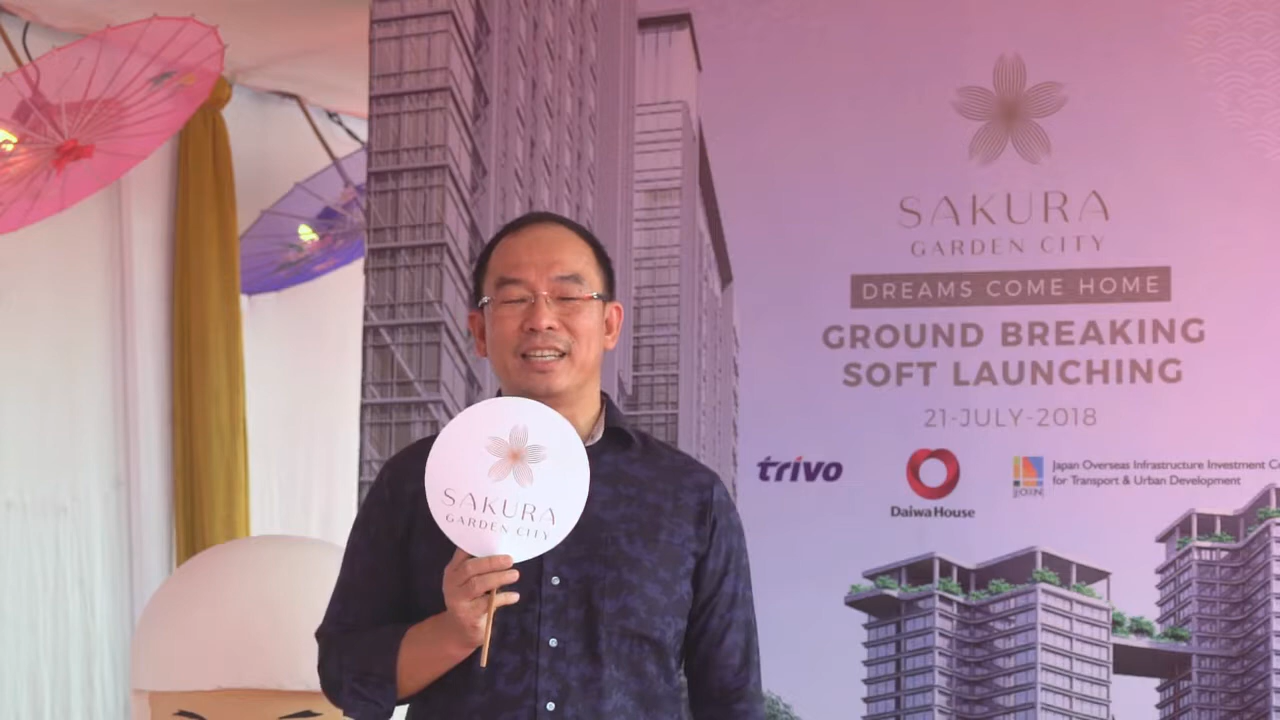 SAKURA
GARDEN CITY
DREAMS COME HOME
GROUND BREAKING
SOFT LAUNCHING
21-JULY-2018
trivo
Daiwa House
JOIN
Japan Overseas Infrastructure Investment
for Transport & Urban Development
SAKURA
GARDEN CITY